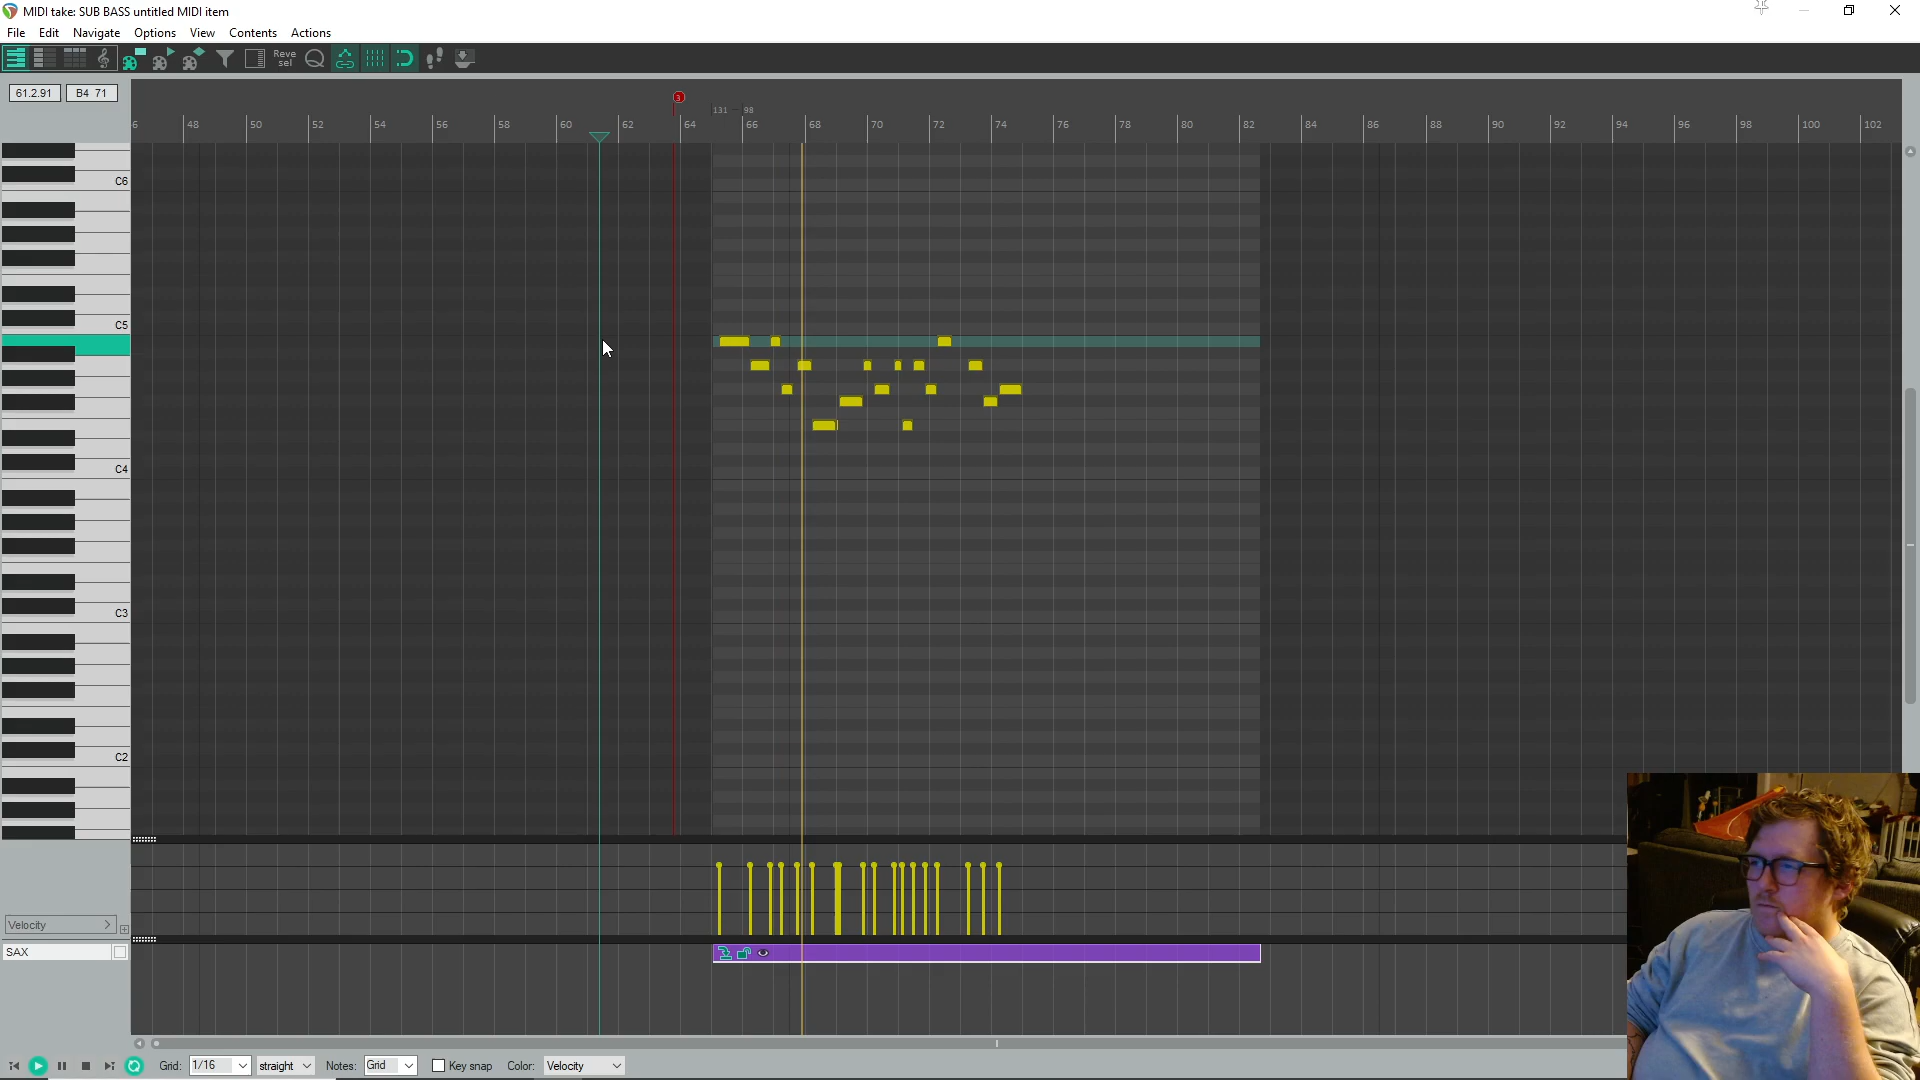 MIDI take: SUB BASS untitled MIDI item
File Edit Navigate Options View Contents Actions
Reve
sel
61.2.91 B4 71
3
131 98
6 48 50 52 54 56 58 60 62 64 66 68 70 72 74 76 78 80 82 84 86 88 90 92 94 96 98 100 102
C6
C5
C4
C3
C2
Velocity
SAX
Grid: 1/16 straight Notes: Grid Key snap Color: Velocity